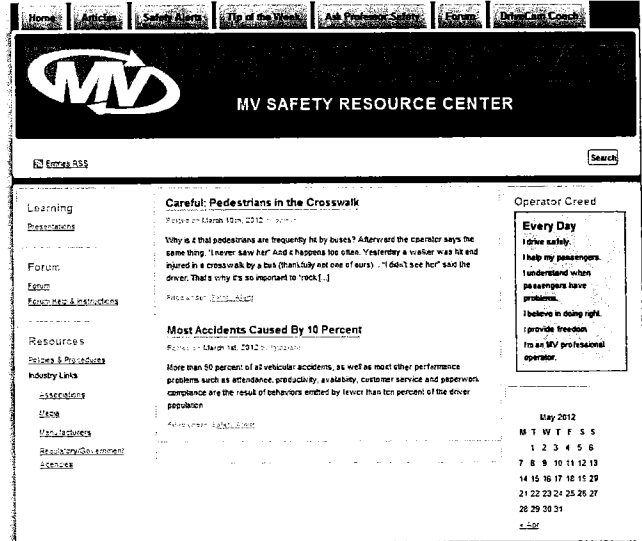 Home Articles Safety Alerts Tip of the Week Ask Professor Safety Forum DriveCam Coach
MV
MV SAFETY RESOURCE CENTER
Entries RSS
Search
Learning
Presentations
Forum
Forum
Forum Help & Instructions
Resources
Policies & Procedures
Industry Links
Associations
Media
Manufacturers
Regulatory/Government
Agencies
Careful: Pedestrians in the Crosswalk
Posted on March 10th, 2012 by
Why is it that pedestrians are frequently hit by buses? Afterward the operator says the
same thing, "I never saw her" And it happens too often. Yesterday a walker was hit and
injured in a crosswalk by a bus (thankfully not one of ours)... "I didn't see her" said the
driver. That's why it's so important to "rock [...]
Filed under: Safety Alerts
Most Accidents Caused By 10 Percent
Posted on March 1st, 2012 by
More than 50 percent of all vehicular accidents, as well as most other performance
problems such as attendance, productivity, availability, customer service and paperwork
compliance are the result of behaviors emitted by fewer than ten percent of the driver
population
Filed under: Safety Alerts
Operator Creed
Every Day
I drive safely.
I help my passengers.
I understand when
passengers have
problems.
I believe in doing right.
I provide freedom
I'm an MV professional
operator.
May 2012
M T W T F S S
1 2 3 4 5 6
7 8 9 10 11 12 13
14 15 16 17 18 19 20
21 22 23 24 25 26 27
28 29 30 31
« Apr